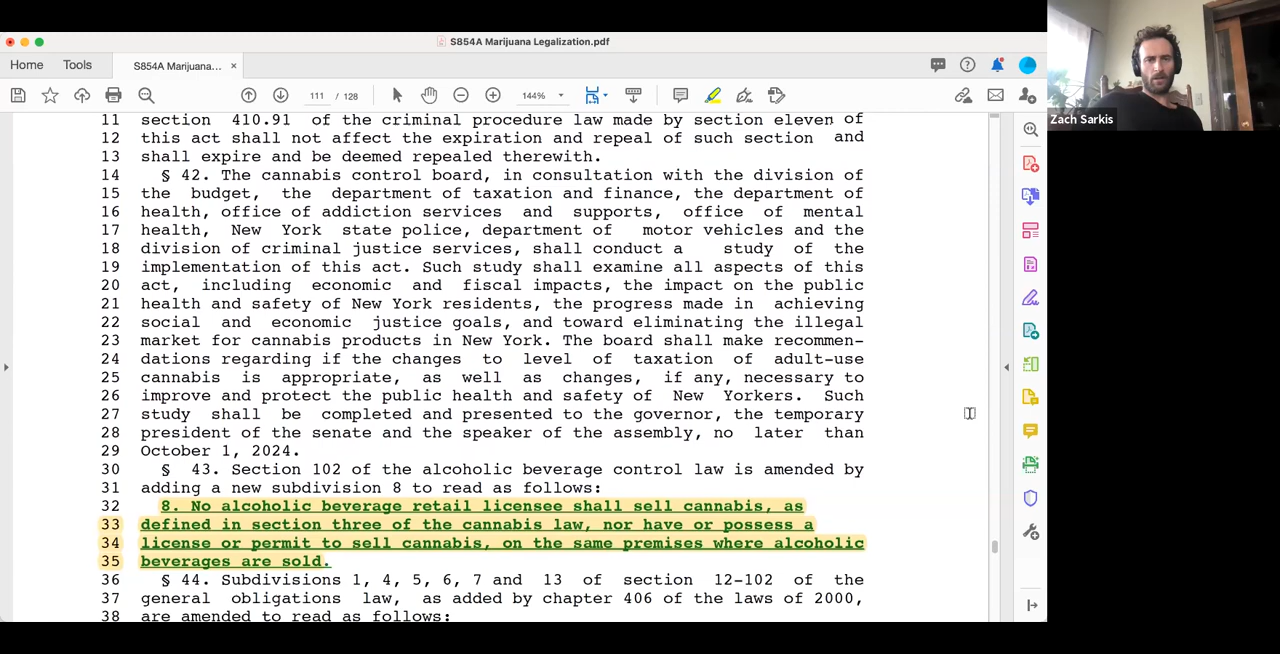 S854A Marijuana Legalization.pdf
Home Tools S854A Marijuana... ×
111 / 128 144%
Zach Sarkis
11 section 410.91 of the criminal procedure law made by section eleven of
12 this act shall not affect the expiration and repeal of such section and
13 shall expire and be deemed repealed therewith.
14 § 42. The cannabis control board, in consultation with the division of
15 the budget, the department of taxation and finance, the department of
16 health, office of addiction services and supports, office of mental
17 health, New York state police, department of motor vehicles and the
18 division of criminal justice services, shall conduct a study of the
19 implementation of this act. Such study shall examine all aspects of this
20 act, including economic and fiscal impacts, the impact on the public
21 health and safety of New York residents, the progress made in achieving
22 social and economic justice goals, and toward eliminating the illegal
23 market for cannabis products in New York. The board shall make recommen-
24 dations regarding if the changes to level of taxation of adult-use
25 cannabis is appropriate, as well as changes, if any, necessary to
26 improve and protect the public health and safety of New Yorkers. Such
27 study shall be completed and presented to the governor, the temporary
28 president of the senate and the speaker of the assembly, no later than
29 October 1, 2024.
30 § 43. Section 102 of the alcoholic beverage control law is amended by
31 adding a new subdivision 8 to read as follows:
32 8. No alcoholic beverage retail licensee shall sell cannabis, as
33 defined in section three of the cannabis law, nor have or possess a
34 license or permit to sell cannabis, on the same premises where alcoholic
35 beverages are sold.
36 § 44. Subdivisions 1, 4, 5, 6, 7 and 13 of section 12-102 of the
37 general obligations law, as added by chapter 406 of the laws of 2000,
38 are amended to read as follows: